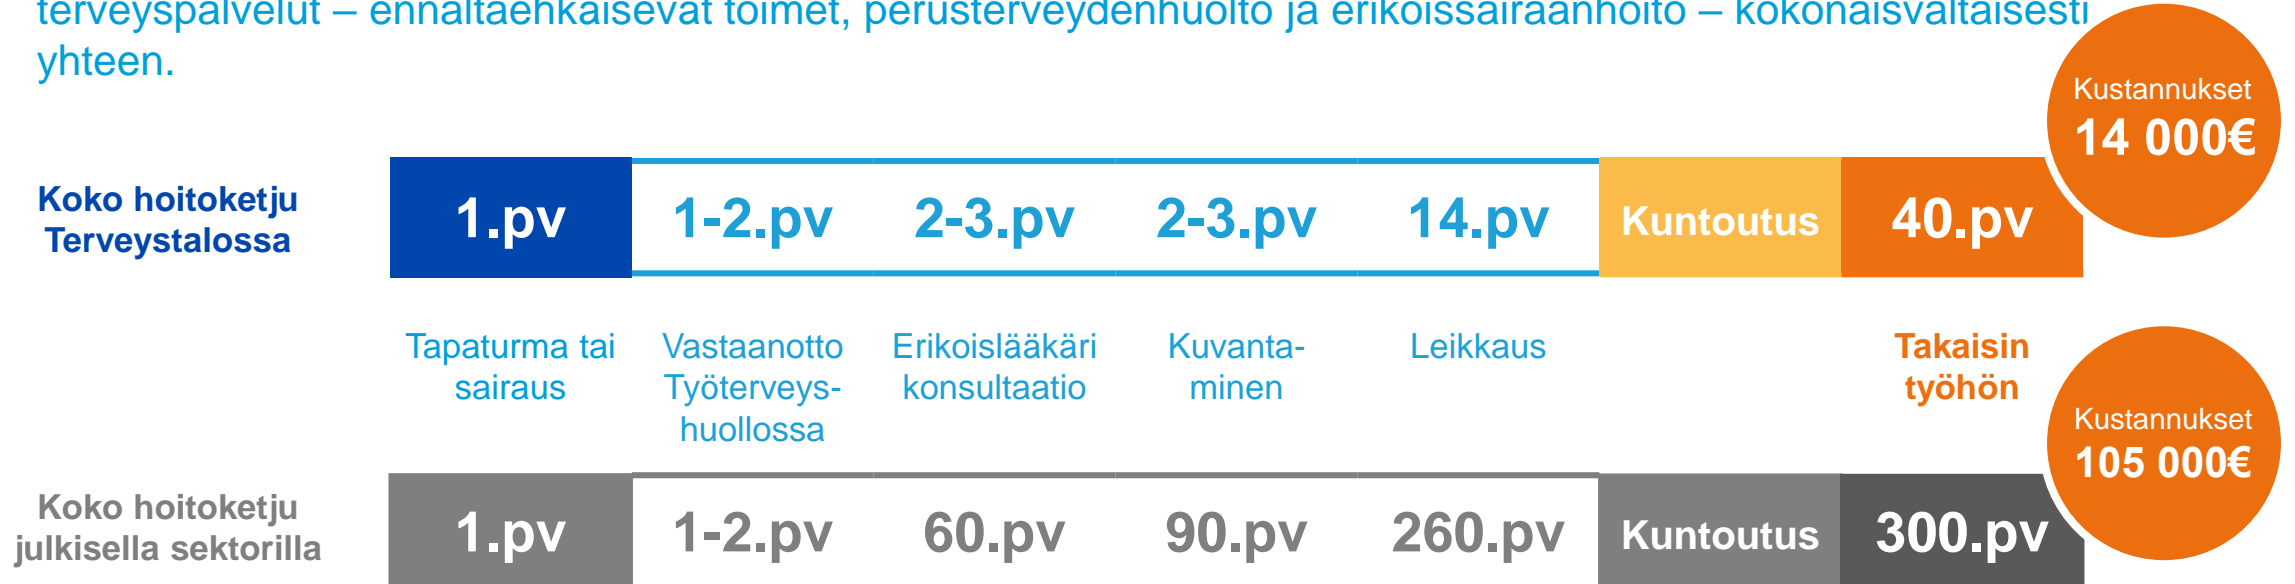 terveyspalvelut – ennaltaehkäisevät toimet, perusterveydenhuolto ja erikoissairaanhoito – kokonaisvaltaisesti
yhteen.
Kustannukset
14 000€
Koko hoitoketju
Terveystalossa
1.pv
1-2.pv
2-3.pv
2-3.pv
14.pv
Kuntoutus
40.pv
Tapaturma tai
sairaus
Vastaanotto
Työterveys-
huollossa
Erikoislääkäri
konsultaatio
Kuvanta-
minen
Leikkaus
Takaisin
työhön
Kustannukset
105 000€
Koko hoitoketju
julkisella sektorilla
1.pv
1-2.pv
60.pv
90.pv
260.pv
Kuntoutus
300.pv